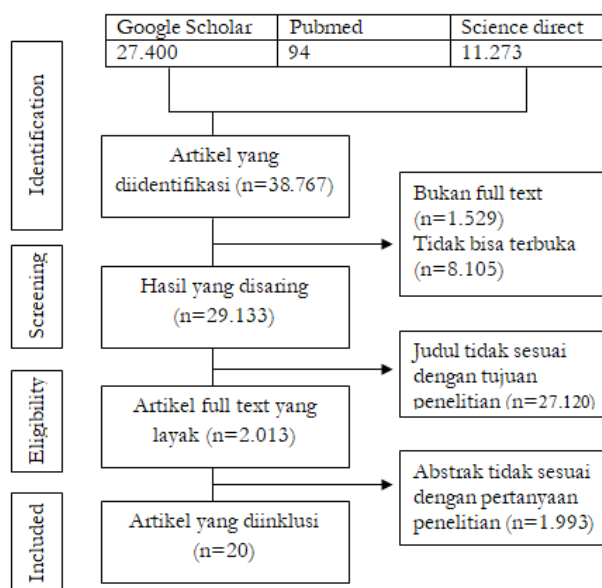 Google Scholar Pubmed Science direct
27.400 94 11.273
Identification
Artikel yang
diidentifikasi (n=38.767)
Bukan full text
(n=1.529)
Tidak bisa terbuka
(n=8.105)
Screening
Hasil yang disaring
(n=29.133)
Judul tidak sesuai
dengan tujuan
penelitian (n=27.120)
Eligibility
Artikel full text yang
layak (n=2.013)
Abstrak tidak sesuai
dengan pertanyaan
penelitian (n=1.993)
Included
Artikel yang diinklusi
(n=20)